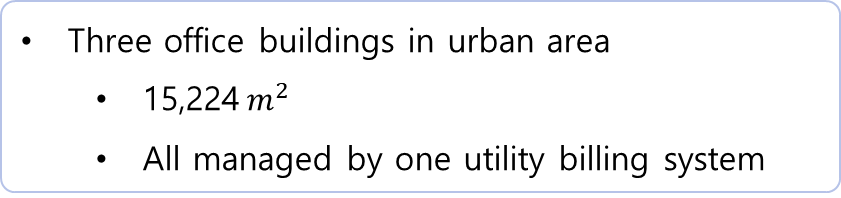 • Three office buildings in urban area
• 15,224 m²
• All managed by one utility billing system